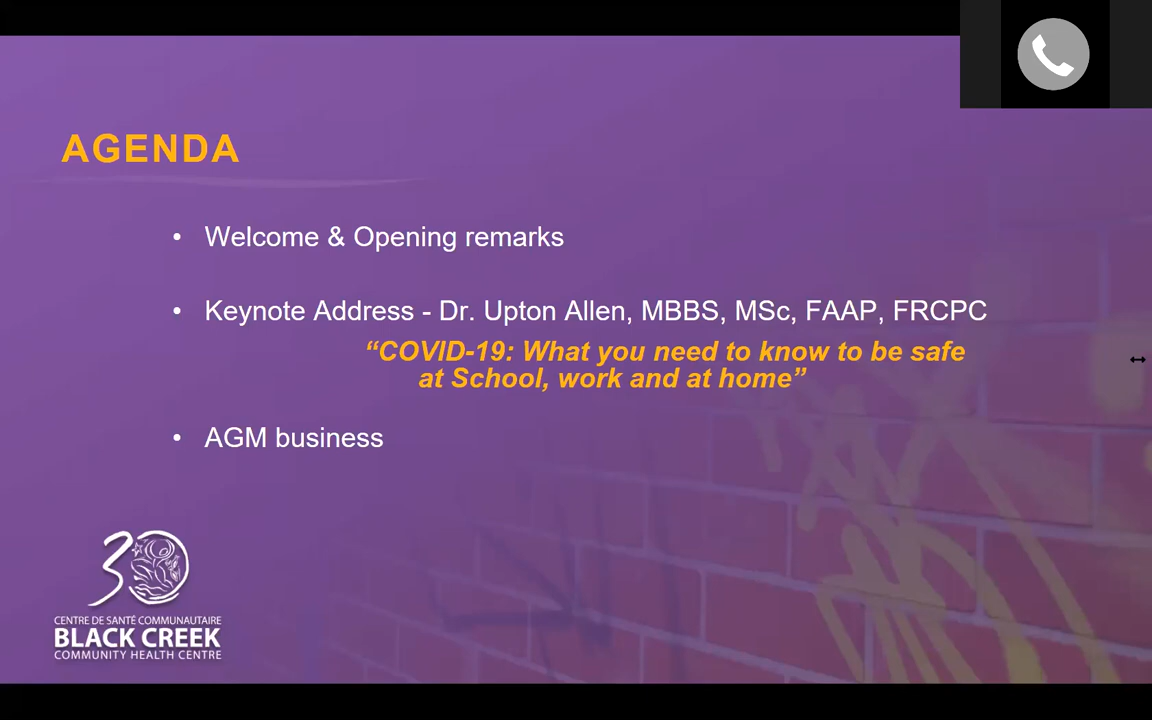 AGENDA
• Welcome & Opening remarks
• Keynote Address - Dr. Upton Allen, MBBS, MSc, FAAP, FRCPC
“COVID-19: What you need to know to be safe
at School, work and at home”
• AGM business
30
CENTRE DE SANTÉ COMMUNAUTAIRE
BLACK CREEK
COMMUNITY HEALTH CENTRE